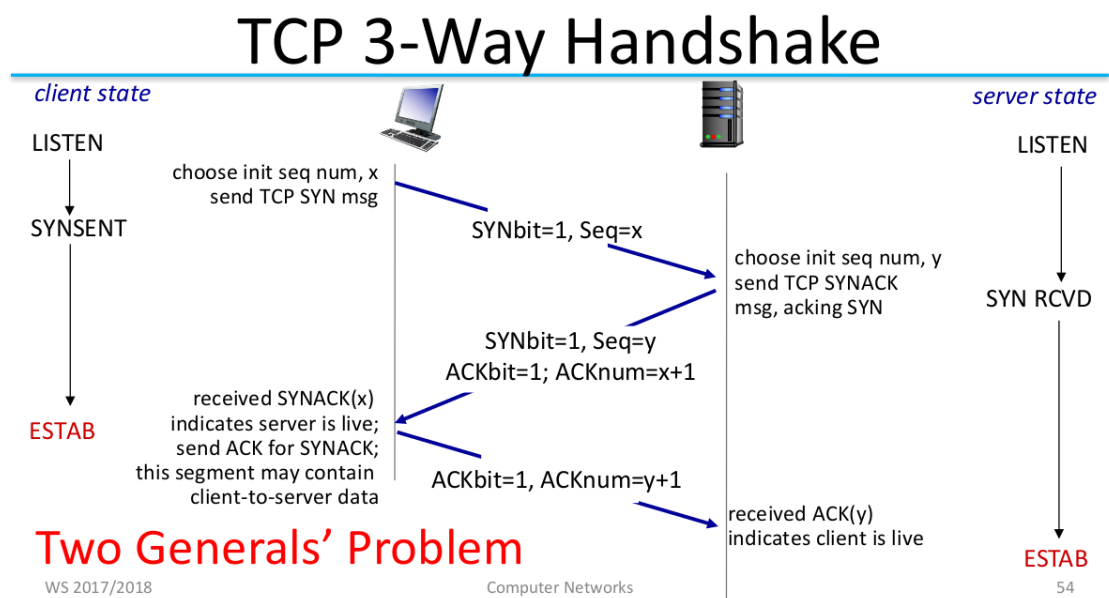 TCP 3-Way Handshake
client state
server state
LISTEN
LISTEN
choose init seq num, x
send TCP SYN msg
SYNSENT
SYNbit=1, Seq=x
choose init seq num, y
send TCP SYNACK
msg, acking SYN
SYN RCVD
SYNbit=1, Seq=y
ACKbit=1; ACKnum=x+1
received SYNACK(x)
indicates server is live;
send ACK for SYNACK;
this segment may contain
client-to-server data
ESTAB
ACKbit=1, ACKnum=y+1
received ACK(y)
indicates client is live
ESTAB
Two Generals’ Problem
WS 2017/2018
Computer Networks
54